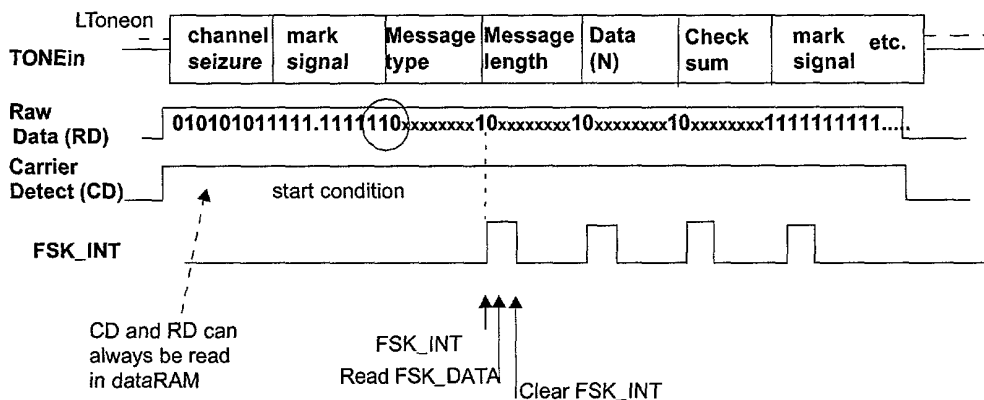 LToneon
TONEin
channel seizure
mark signal
Message type
Message length
Data (N)
Check sum
mark signal
etc.
Raw Data (RD)
010101011111.1111110xxxxxxxx10xxxxxxxx10xxxxxxxx10xxxxxxxx1111111111.....
Carrier Detect (CD)
start condition
FSK_INT
CD and RD can
always be read
in dataRAM
FSK_INT
Read FSK_DATA
Clear FSK_INT